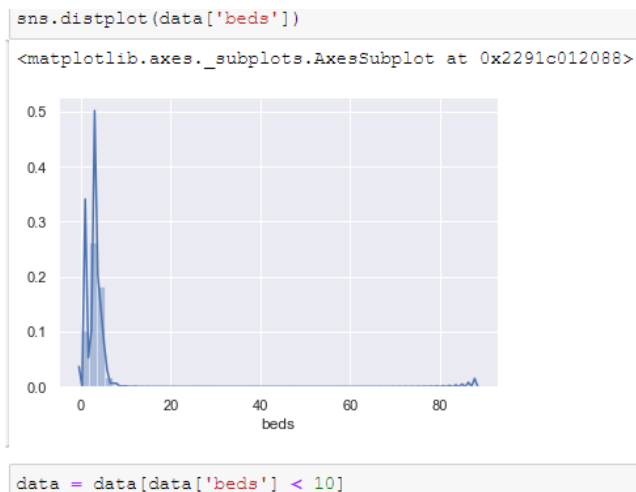 sns.distplot(data['beds'])
<matplotlib.axes._subplots.AxesSubplot at 0x2291c012088>
0.5
0.4
0.3
0.2
0.1
0.0
0 20 40 60 80
beds
data = data[data['beds'] < 10]